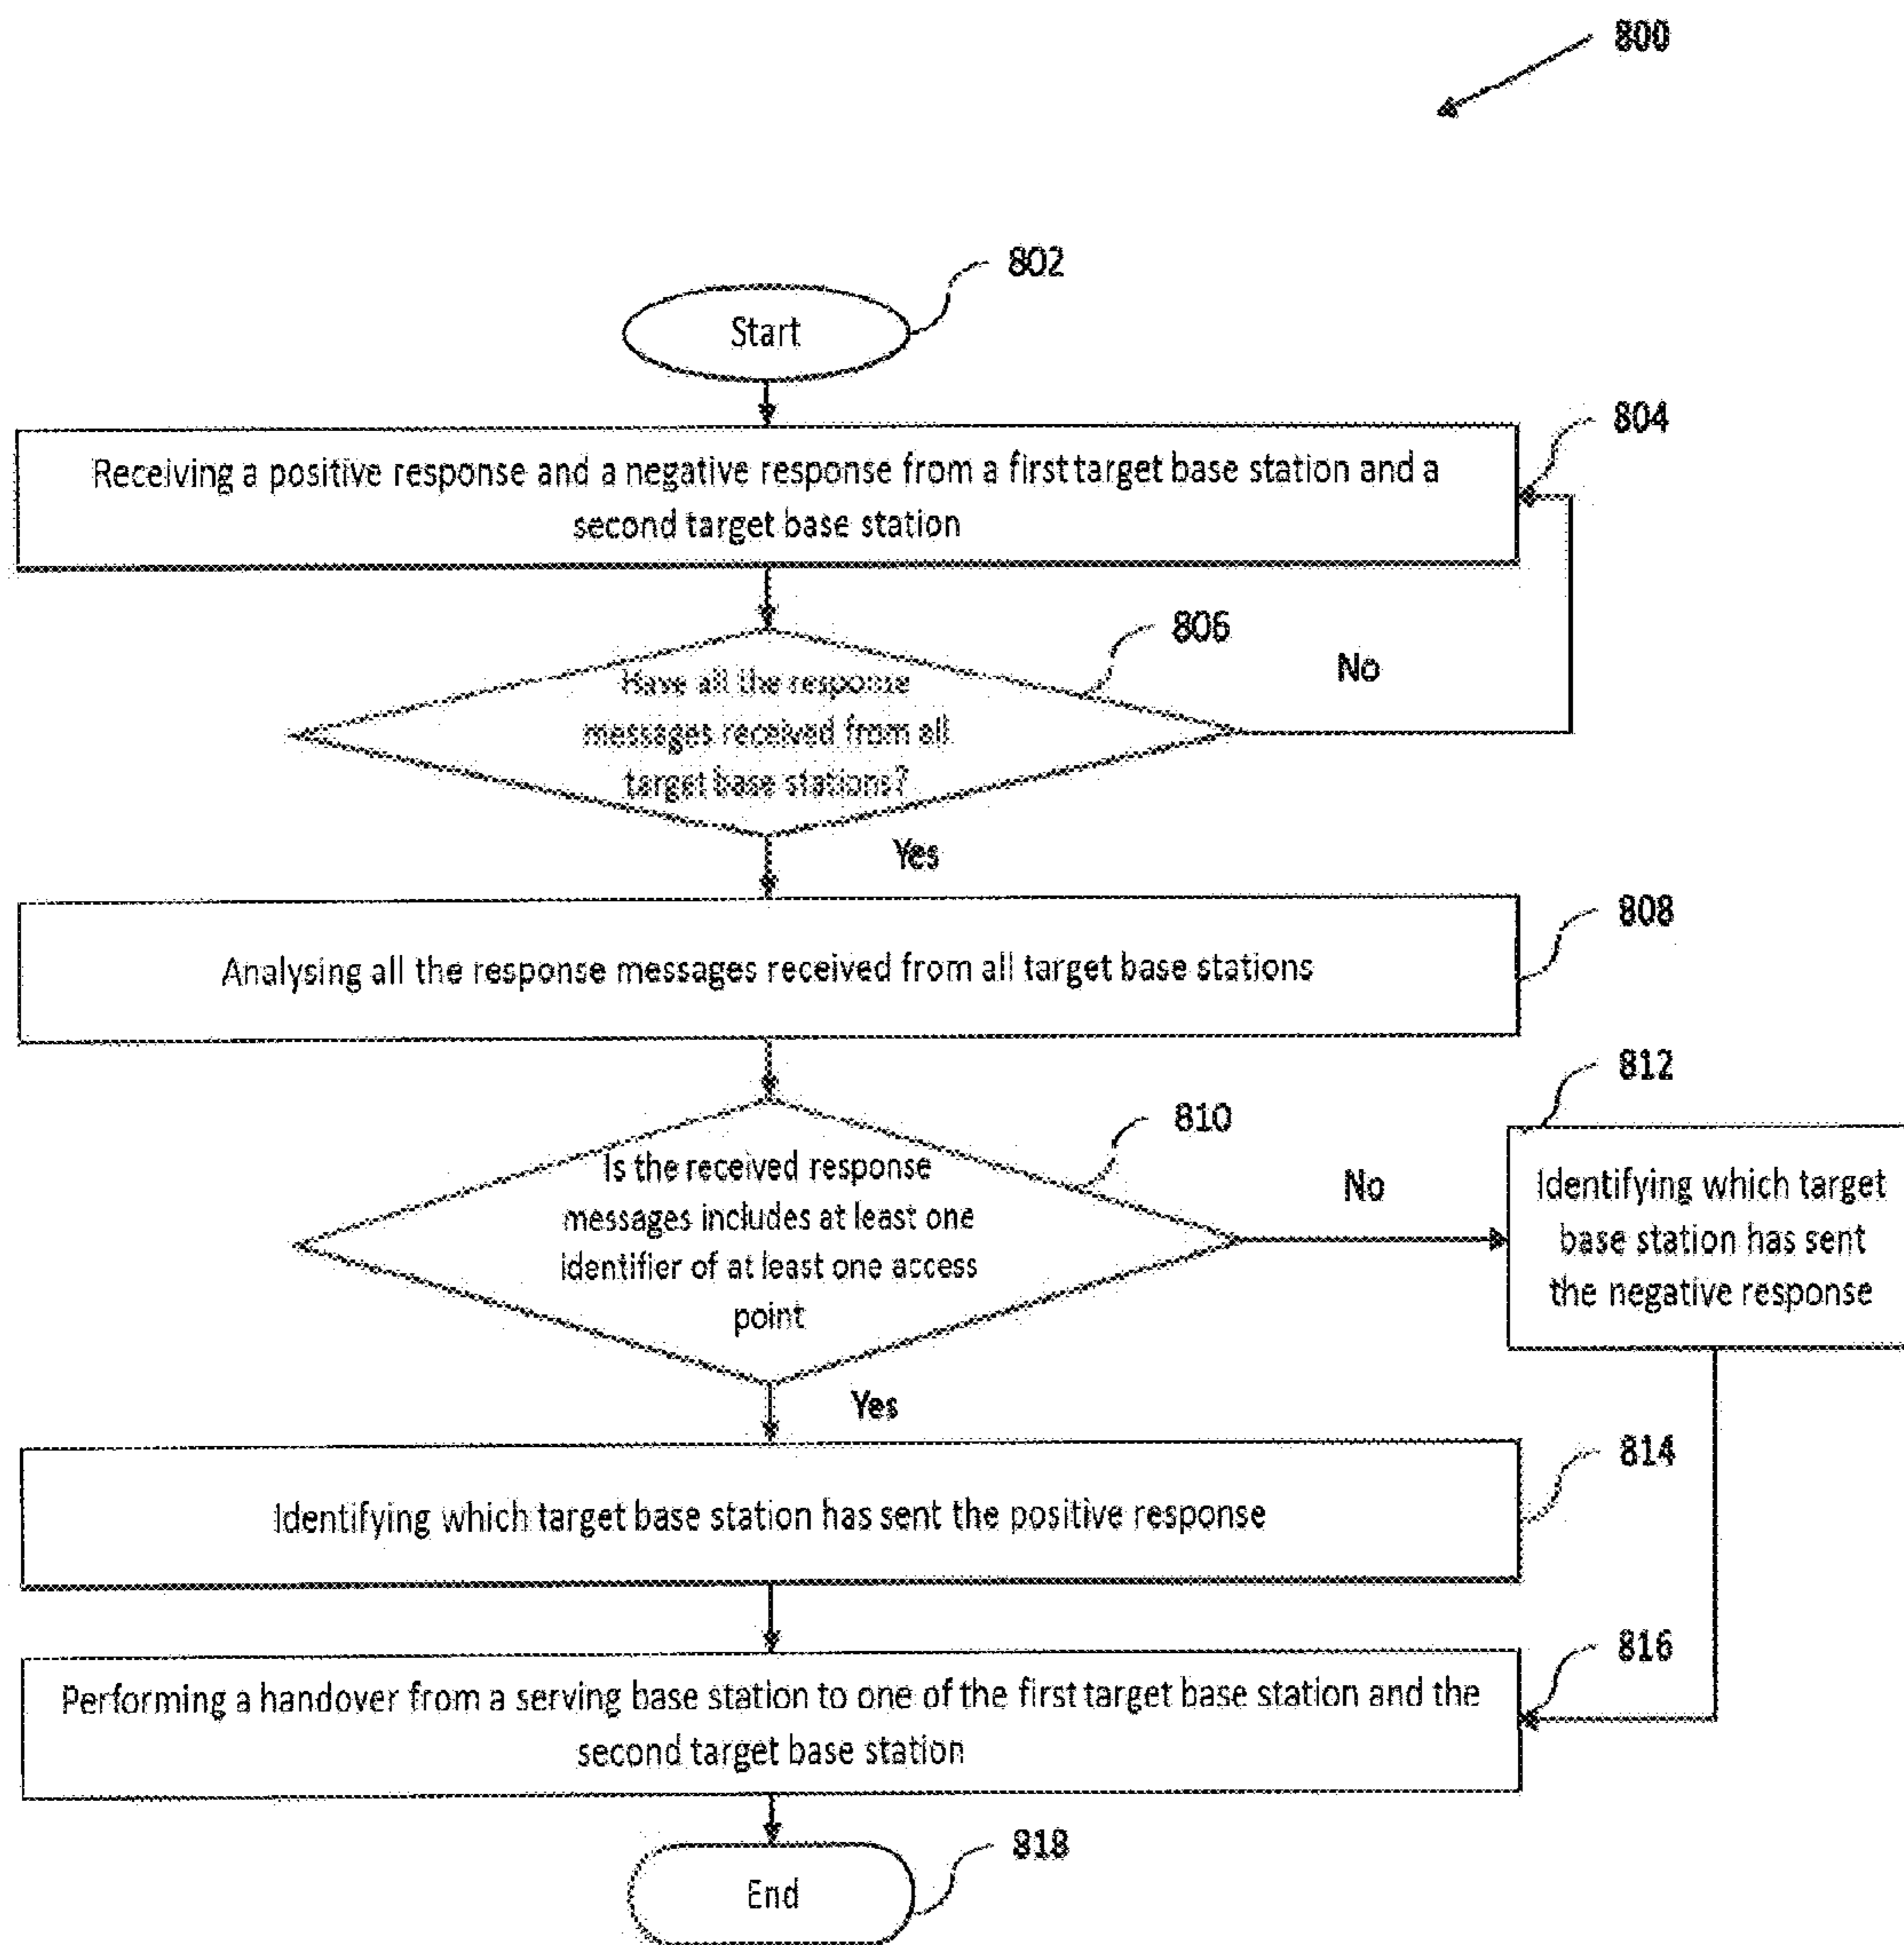 800
802
Start
804
Receiving a positive response and a negative response from a first target base station and a
second target base station
806
Have all the response
messages received from all
target base stations?
No
Yes
808
Analysing all the response messages received from all target base stations
810
Is the received response
messages includes at least one
identifier of at least one access
point
No
812
Identifying which target
base station has sent
the negative response
Yes
814
Identifying which target base station has sent the positive response
816
Performing a handover from a serving base station to one of the first target base station and the
second target base station
818
End